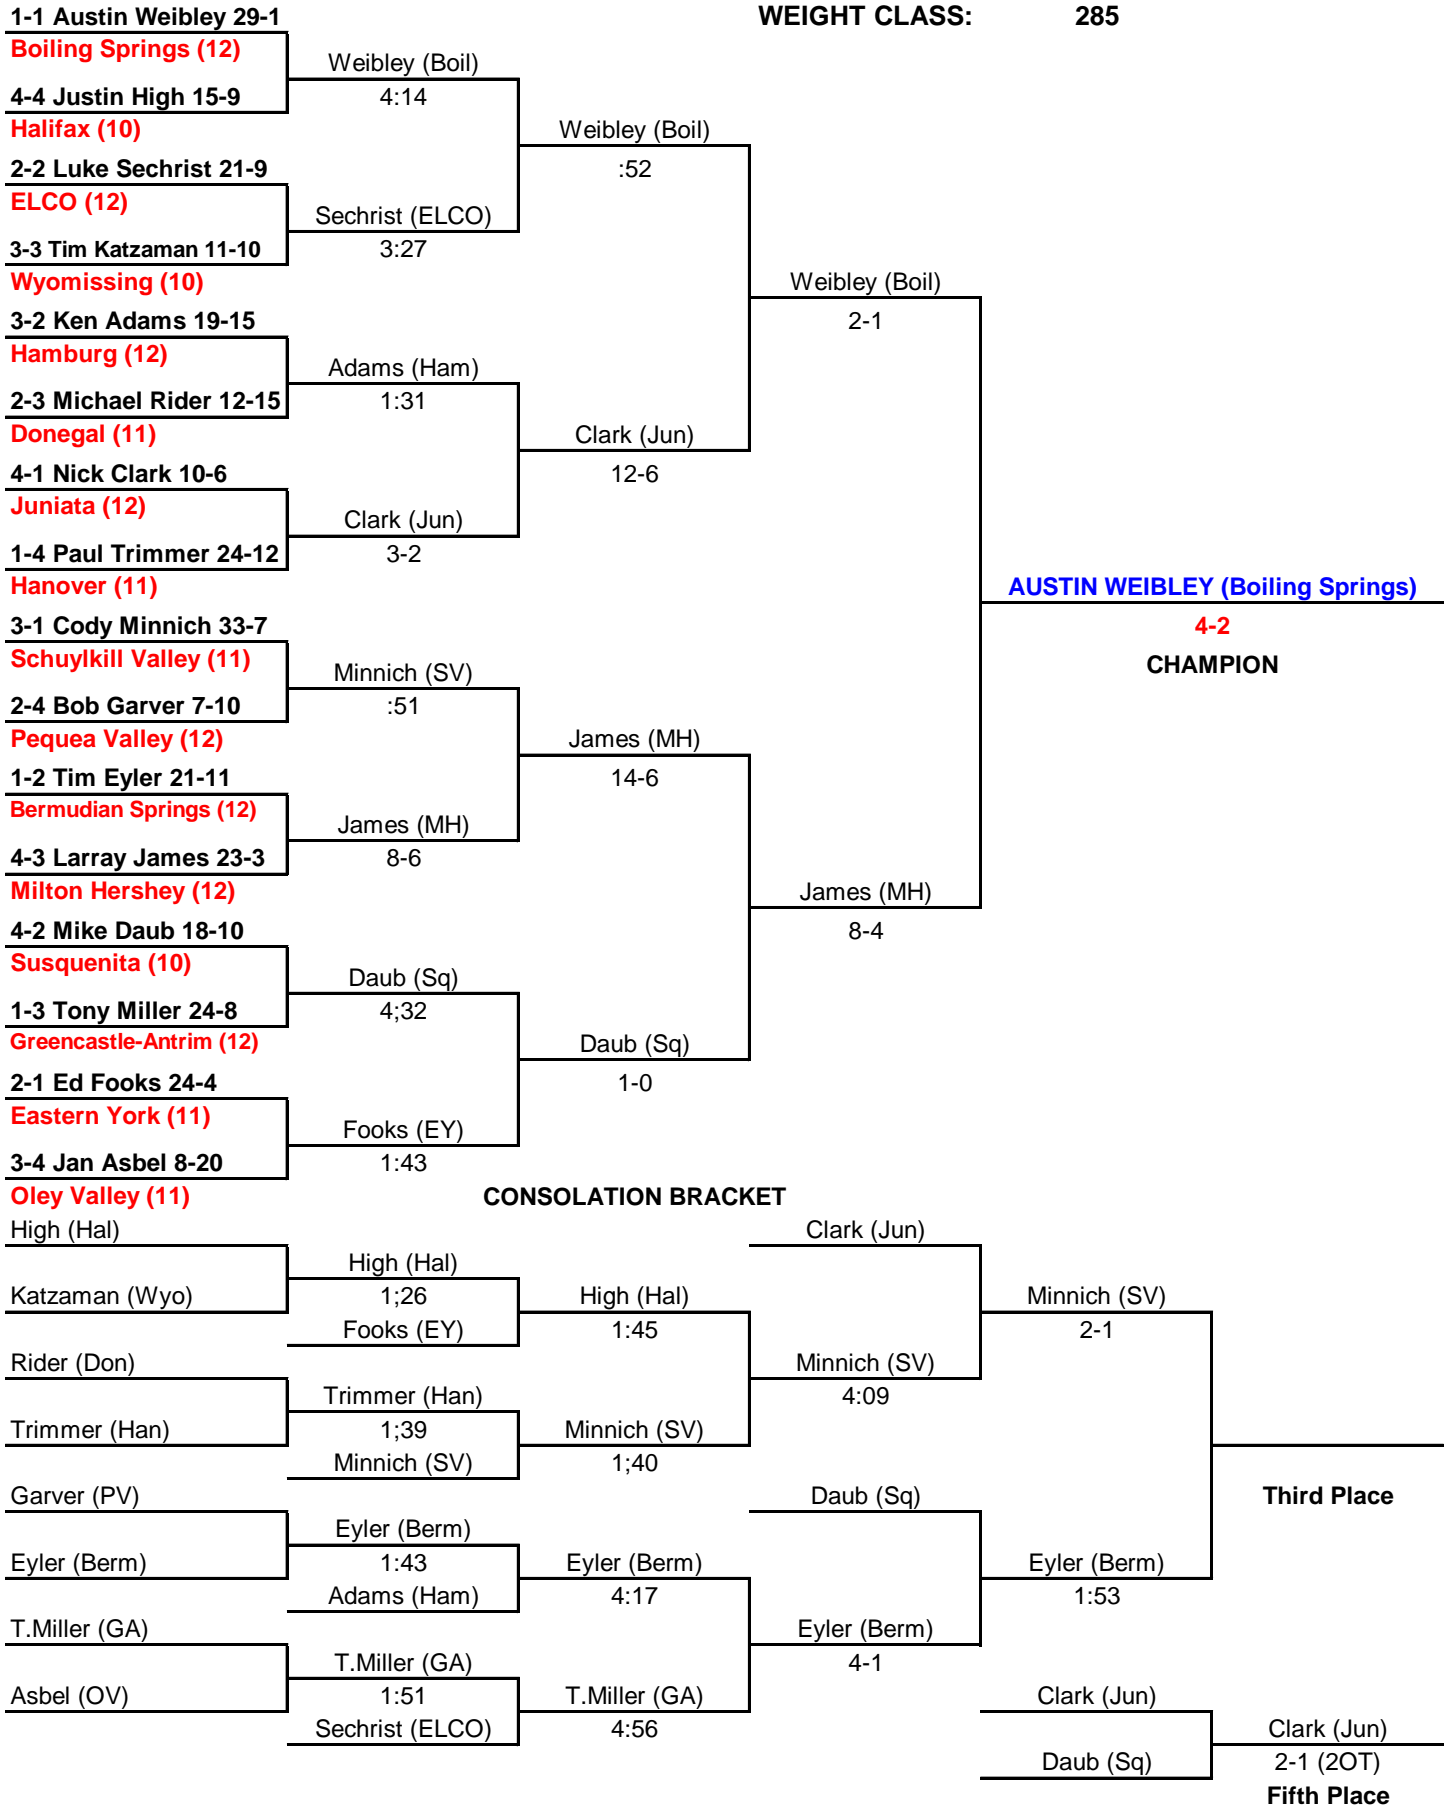 1-1 Austin Weibley 29-1
WEIGHT CLASS: 285
Boiling Springs (12)
Weibley (Boil)
4-4 Justin High 15-9
4:14
Halifax (10)
Weibley (Boil)
2-2 Luke Sechrist 21-9
:52
ELCO (12)
Sechrist (ELCO)
3-3 Tim Katzaman 11-10
3:27
Wyomissing (10)
Weibley (Boil)
3-2 Ken Adams 19-15
2-1
Hamburg (12)
Adams (Ham)
2-3 Michael Rider 12-15
1:31
Donegal (11)
Clark (Jun)
4-1 Nick Clark 10-6
12-6
Juniata (12)
Clark (Jun)
1-4 Paul Trimmer 24-12
3-2
Hanover (11)
AUSTIN WEIBLEY (Boiling Springs)
3-1 Cody Minnich 33-7
4-2
Schuylkill Valley (11)
CHAMPION
Minnich (SV)
2-4 Bob Garver 7-10
:51
Pequea Valley (12)
James (MH)
1-2 Tim Eyler 21-11
14-6
Bermudian Springs (12)
James (MH)
4-3 Larray James 23-3
8-6
Milton Hershey (12)
James (MH)
4-2 Mike Daub 18-10
8-4
Susquenita (10)
Daub (Sq)
1-3 Tony Miller 24-8
4;32
Greencastle-Antrim (12)
Daub (Sq)
2-1 Ed Fooks 24-4
1-0
Eastern York (11)
Fooks (EY)
3-4 Jan Asbel 8-20
1:43
Oley Valley (11)
CONSOLATION BRACKET
High (Hal)
Clark (Jun)
High (Hal)
Katzaman (Wyo)
1;26
High (Hal)
Minnich (SV)
Fooks (EY)
1:45
2-1
Rider (Don)
Minnich (SV)
Trimmer (Han)
4:09
Trimmer (Han)
1;39
Minnich (SV)
Minnich (SV)
1;40
Garver (PV)
Daub (Sq)
Third Place
Eyler (Berm)
Eyler (Berm)
1:43
Eyler (Berm)
Eyler (Berm)
Adams (Ham)
4:17
1:53
T.Miller (GA)
Eyler (Berm)
T.Miller (GA)
4-1
Asbel (OV)
1:51
T.Miller (GA)
Clark (Jun)
Sechrist (ELCO)
4:56
Clark (Jun)
Daub (Sq)
2-1 (2OT)
Fifth Place